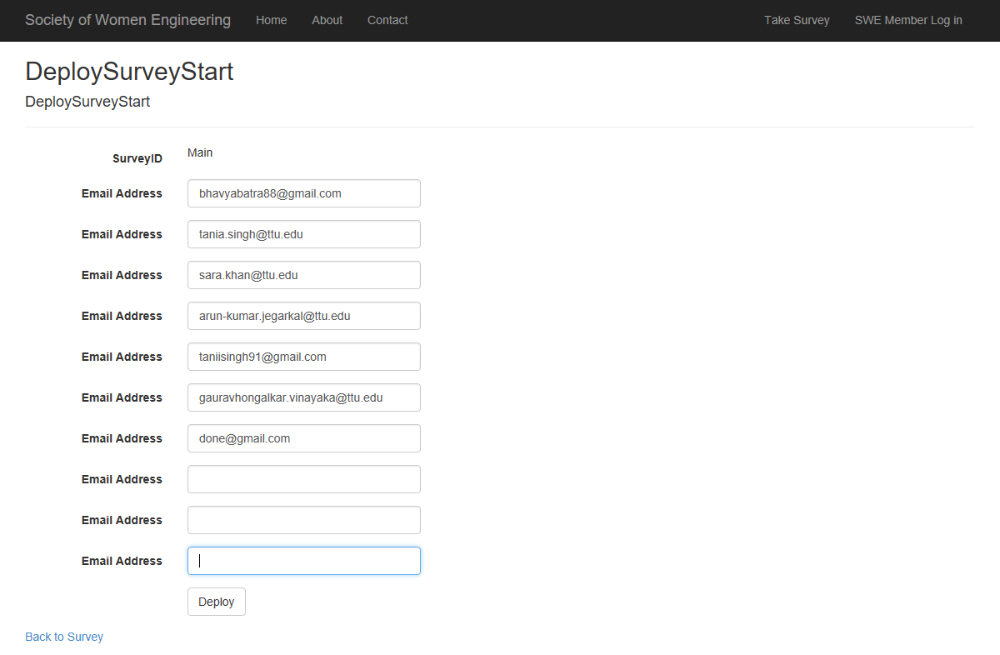 Society of Women Engineering Home About Contact Take Survey SWE Member Log in
DeploySurveyStart
DeploySurveyStart
SurveyID Main
Email Address bhavyabatra88@gmail.com
Email Address tania.singh@ttu.edu
Email Address sara.khan@ttu.edu
Email Address arun-kumar.jegarkal@ttu.edu
Email Address taniisingh91@gmail.com
Email Address gauravhongalkar.vinayaka@ttu.edu
Email Address done@gmail.com
Email Address
Email Address
Email Address
Deploy
Back to Survey